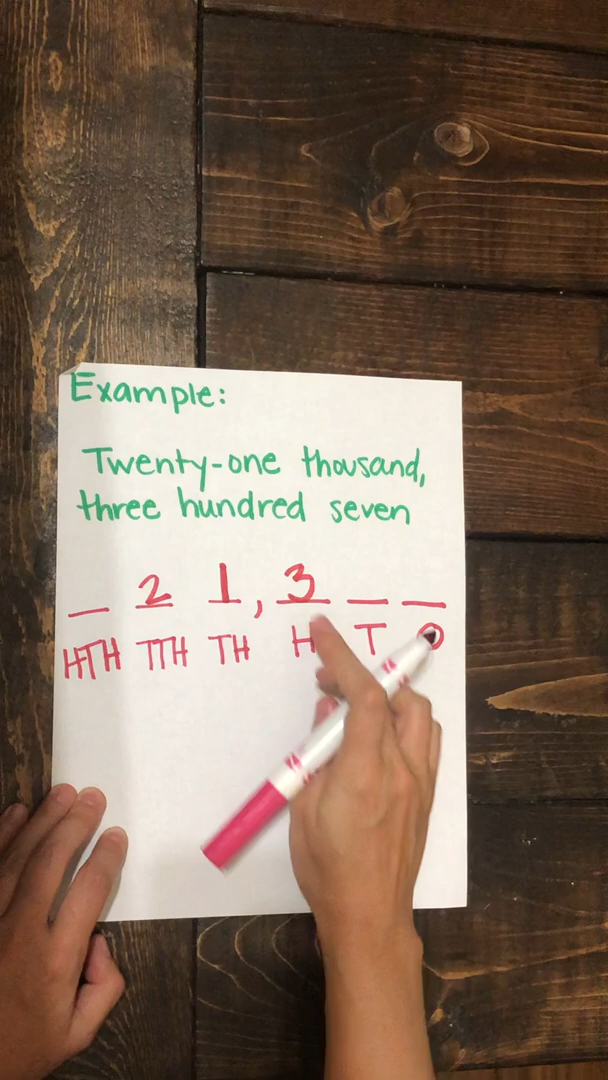 Example:
Twenty-one thousand,
three hundred seven
_ 2 1, 3 _ _
HTH TTH TH H T O